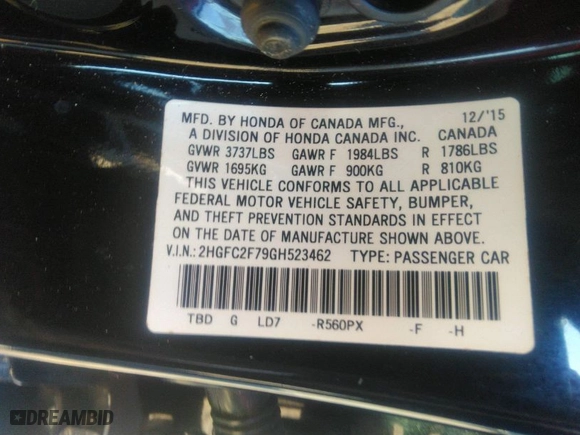 MFD. BY HONDA OF CANADA MFG., 12/'15
A DIVISION OF HONDA CANADA INC. CANADA
GVWR 3737LBS GAWR F 1984LBS R 1786LBS
GVWR 1695KG GAWR F 900KG R 810KG
THIS VEHICLE CONFORMS TO ALL APPLICABLE
FEDERAL MOTOR VEHICLE SAFETY, BUMPER,
AND THEFT PREVENTION STANDARDS IN EFFECT
ON THE DATE OF MANUFACTURE SHOWN ABOVE.
V.I.N.: 2HGFC2F79GH523462 TYPE: PASSENGER CAR
TBD G LD7 -R560PX -F -H
DREAMBID